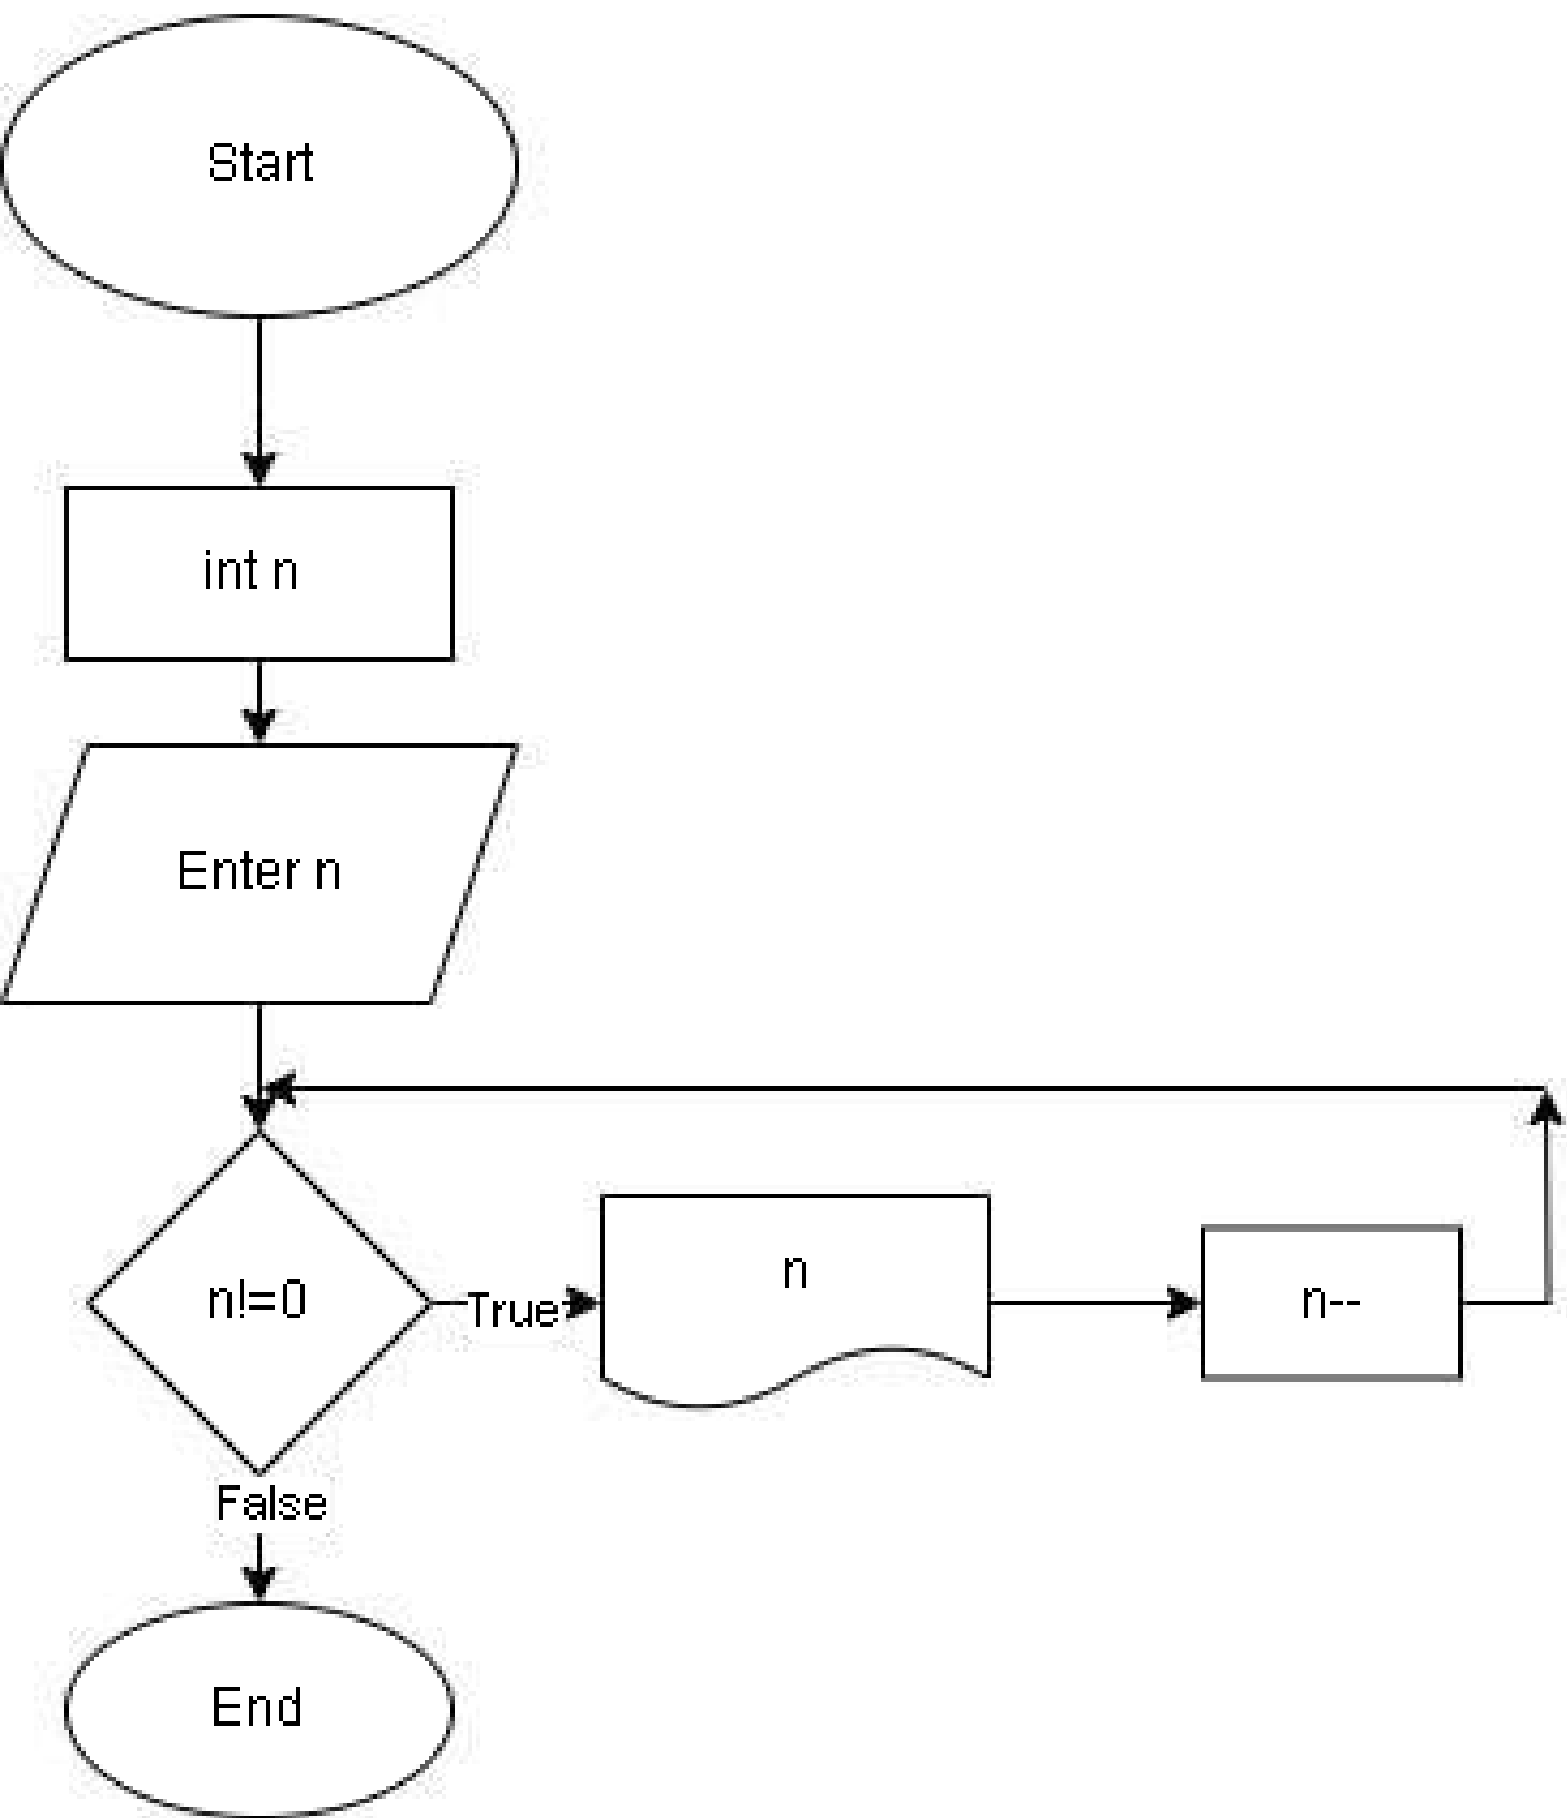 Start
int n
Enter n
n!=0
True
n
n--
False
End